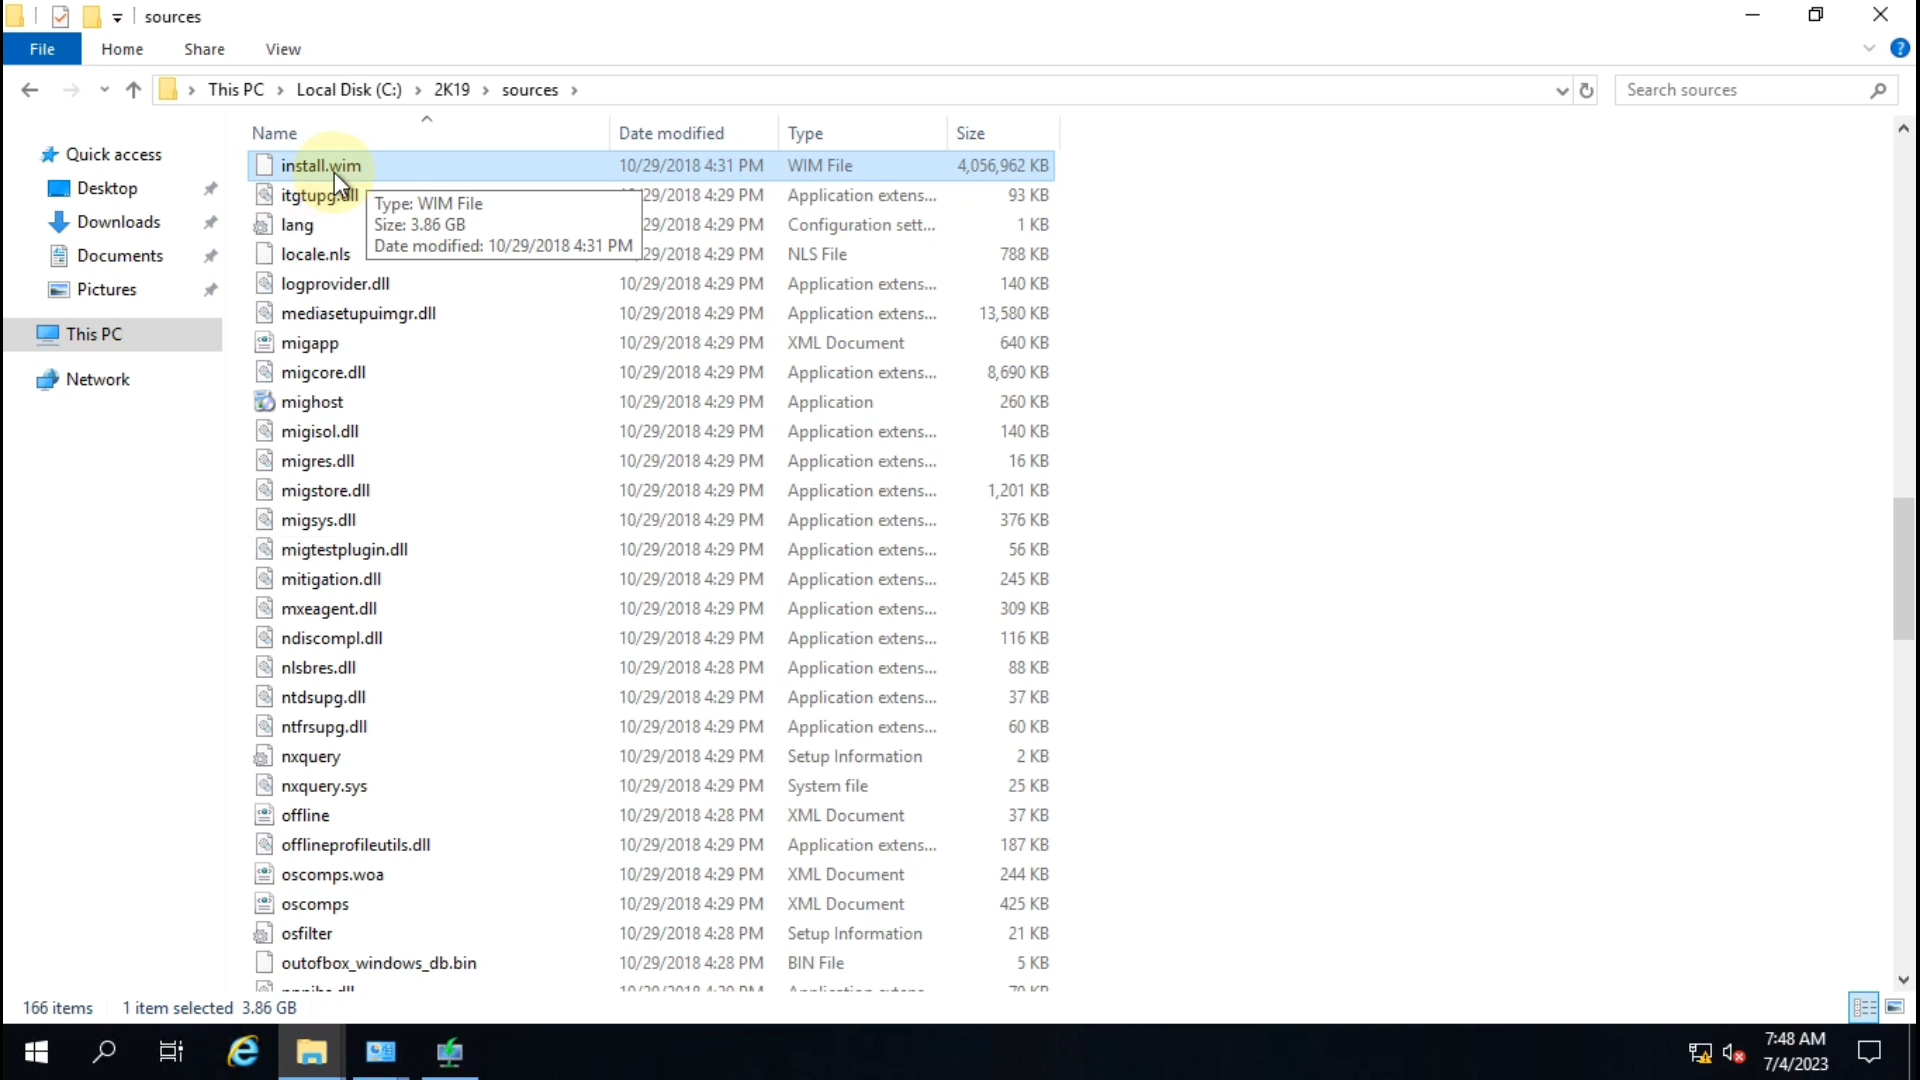 sources
File Home Share View
This PC Local Disk (C:) 2K19 sources
Search sources
Name Date modified Type Size
Quick access
Desktop
Downloads
Documents
Pictures
This PC
Network
install.wim 10/29/2018 4:31 PM WIM File 4,056,962 KB
itgtupg.dll /29/2018 4:29 PM Application extens... 93 KB
Type: WIM File
Size: 3.86 GB
Date modified: 10/29/2018 4:31 PM
lang /29/2018 4:29 PM Configuration sett... 1 KB
locale.nls /29/2018 4:29 PM NLS File 788 KB
logprovider.dll 10/29/2018 4:29 PM Application extens... 140 KB
mediasetupuimgr.dll 10/29/2018 4:29 PM Application extens... 13,580 KB
migapp 10/29/2018 4:29 PM XML Document 640 KB
migcore.dll 10/29/2018 4:29 PM Application extens... 8,690 KB
mighost 10/29/2018 4:29 PM Application 260 KB
migisol.dll 10/29/2018 4:29 PM Application extens... 140 KB
migres.dll 10/29/2018 4:29 PM Application extens... 16 KB
migstore.dll 10/29/2018 4:29 PM Application extens... 1,201 KB
migsys.dll 10/29/2018 4:29 PM Application extens... 376 KB
migtestplugin.dll 10/29/2018 4:29 PM Application extens... 56 KB
mitigation.dll 10/29/2018 4:29 PM Application extens... 245 KB
mxeagent.dll 10/29/2018 4:29 PM Application extens... 309 KB
ndiscompl.dll 10/29/2018 4:29 PM Application extens... 116 KB
nlsbres.dll 10/29/2018 4:28 PM Application extens... 88 KB
ntdsupg.dll 10/29/2018 4:29 PM Application extens... 37 KB
ntfrsupg.dll 10/29/2018 4:29 PM Application extens... 60 KB
nxquery 10/29/2018 4:29 PM Setup Information 2 KB
nxquery.sys 10/29/2018 4:29 PM System file 25 KB
offline 10/29/2018 4:28 PM XML Document 37 KB
offlineprofileutils.dll 10/29/2018 4:29 PM Application extens... 187 KB
oscomps.woa 10/29/2018 4:29 PM XML Document 244 KB
oscomps 10/29/2018 4:29 PM XML Document 425 KB
osfilter 10/29/2018 4:28 PM Setup Information 21 KB
outofbox_windows_db.bin 10/29/2018 4:28 PM BIN File 5 KB
166 items 1 item selected 3.86 GB
7:48 AM
7/4/2023